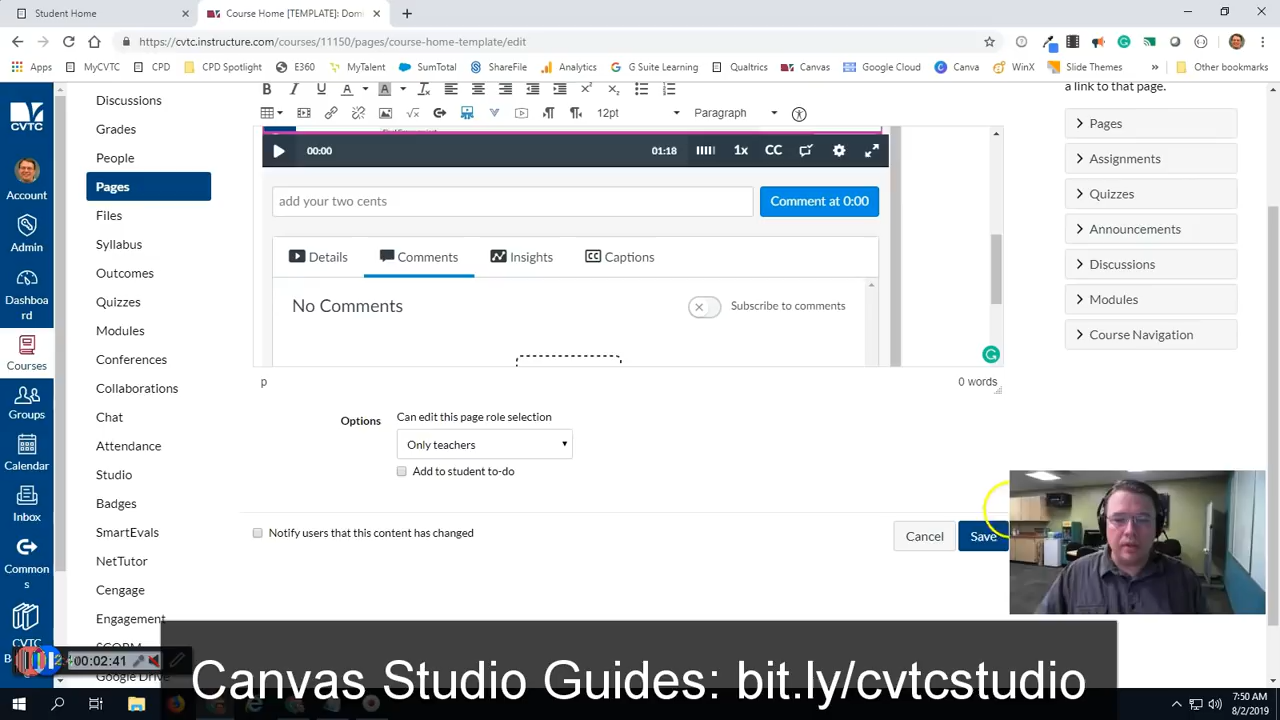 Student Home
Course Home [TEMPLATE]: Dom
https://cvtc.instructure.com/courses/11150/pages/course-home-template/edit
Apps MyCVTC CPD CPD Spotlight E360 MyTalent SumTotal ShareFile Analytics G Suite Learning Qualtrics Canvas Google Cloud Canva WinX Slide Themes » Other bookmarks
CVTC
Account
Admin
Dashboa
rd
Courses
Groups
Calendar
Inbox
Common
s
CVTC
Discussions
Grades
People
Pages
Files
Syllabus
Outcomes
Quizzes
Modules
Conferences
Collaborations
Chat
Attendance
Studio
Badges
SmartEvals
NetTutor
Cengage
Engagement
SCORM
Google Drive
B I U A A
12pt Paragraph
00:00 01:18 1x CC
add your two cents Comment at 0:00
Details Comments Insights CC Captions
No Comments Subscribe to comments
p 0 words
Options Can edit this page role selection
Only teachers
Add to student to-do
Notify users that this content has changed
Cancel Save
a link to that page.
Pages
Assignments
Quizzes
Announcements
Discussions
Modules
Course Navigation
00:02:41
Canvas Studio Guides: bit.ly/cvtcstudio
7:50 AM
8/2/2019